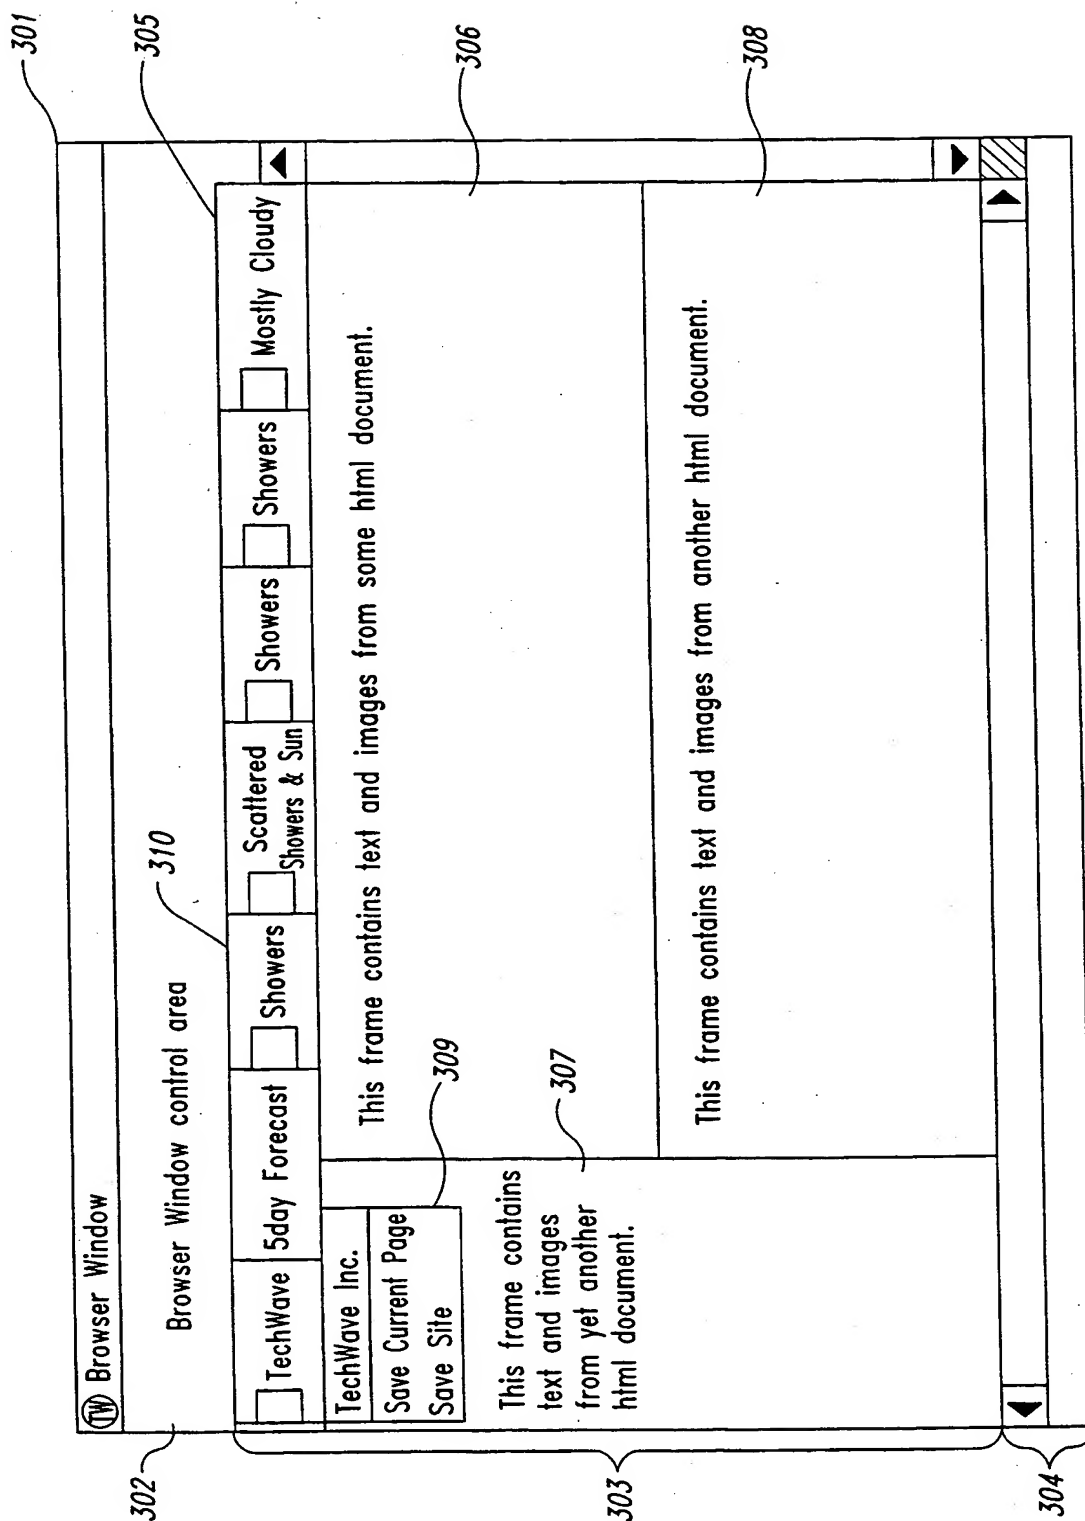 301
TW Browser Window
302
Browser Window control area
310
305
TechWave
5day Forecast
Showers
Scattered
Showers & Sun
Showers
Showers
Mostly Cloudy
TechWave Inc.
Save Current Page
Save Site
309
This frame contains text and images from some html document.
306
307
This frame contains
text and images
from yet another
html document.
303
This frame contains text and images from another html document.
308
304